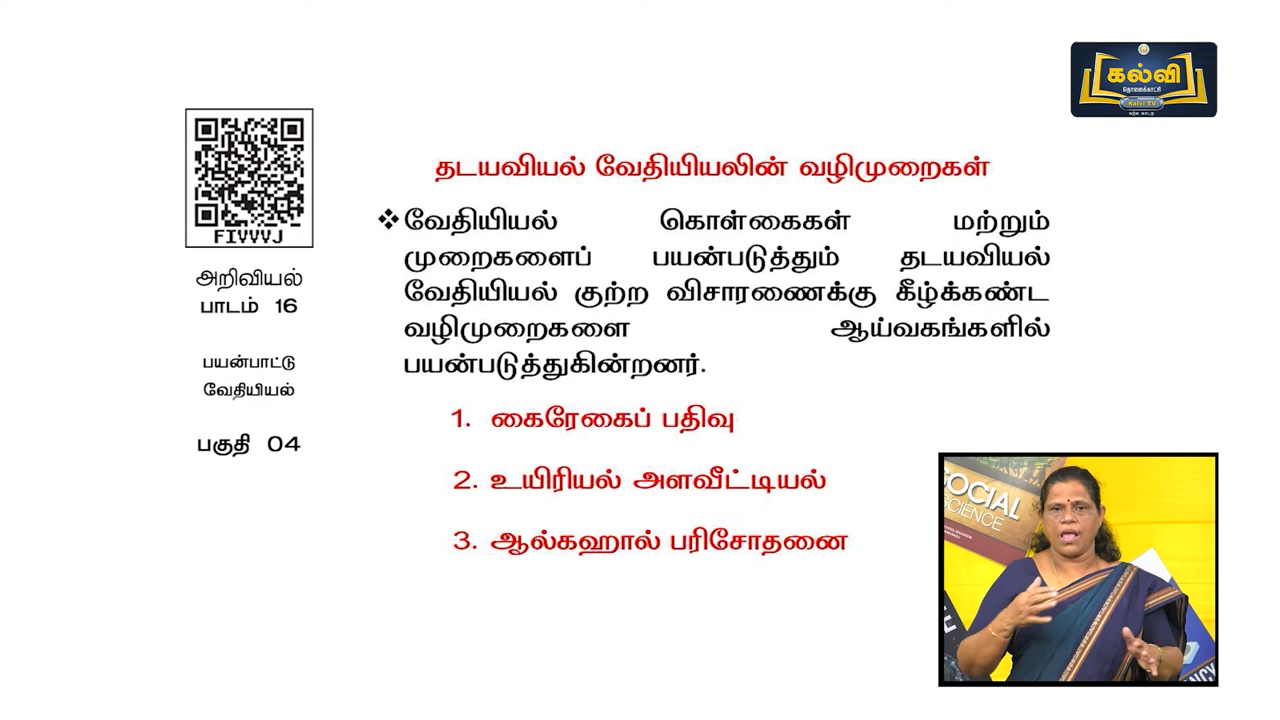 கல்வி
தொலைக்காட்சி
Kalvi TV
தடயவியல் வேதியியலின் வழிமுறைகள்
FIVVVJ
❖வேதியியல் கொள்கைகள் மற்றும்
முறைகளைப் பயன்படுத்தும் தடயவியல்
வேதியியல் குற்ற விசாரணைக்கு கீழ்க்கண்ட
வழிமுறைகளை ஆய்வகங்களில்
பயன்படுத்துகின்றனர்.
அறிவியல்
பாடம் 16
பயன்பாட்டு
வேதியியல்
பகுதி 04
1. கைரேகைப் பதிவு
2. உயிரியல் அளவீட்டியல்
3. ஆல்கஹால் பரிசோதனை
SOCIAL
SCIENCE